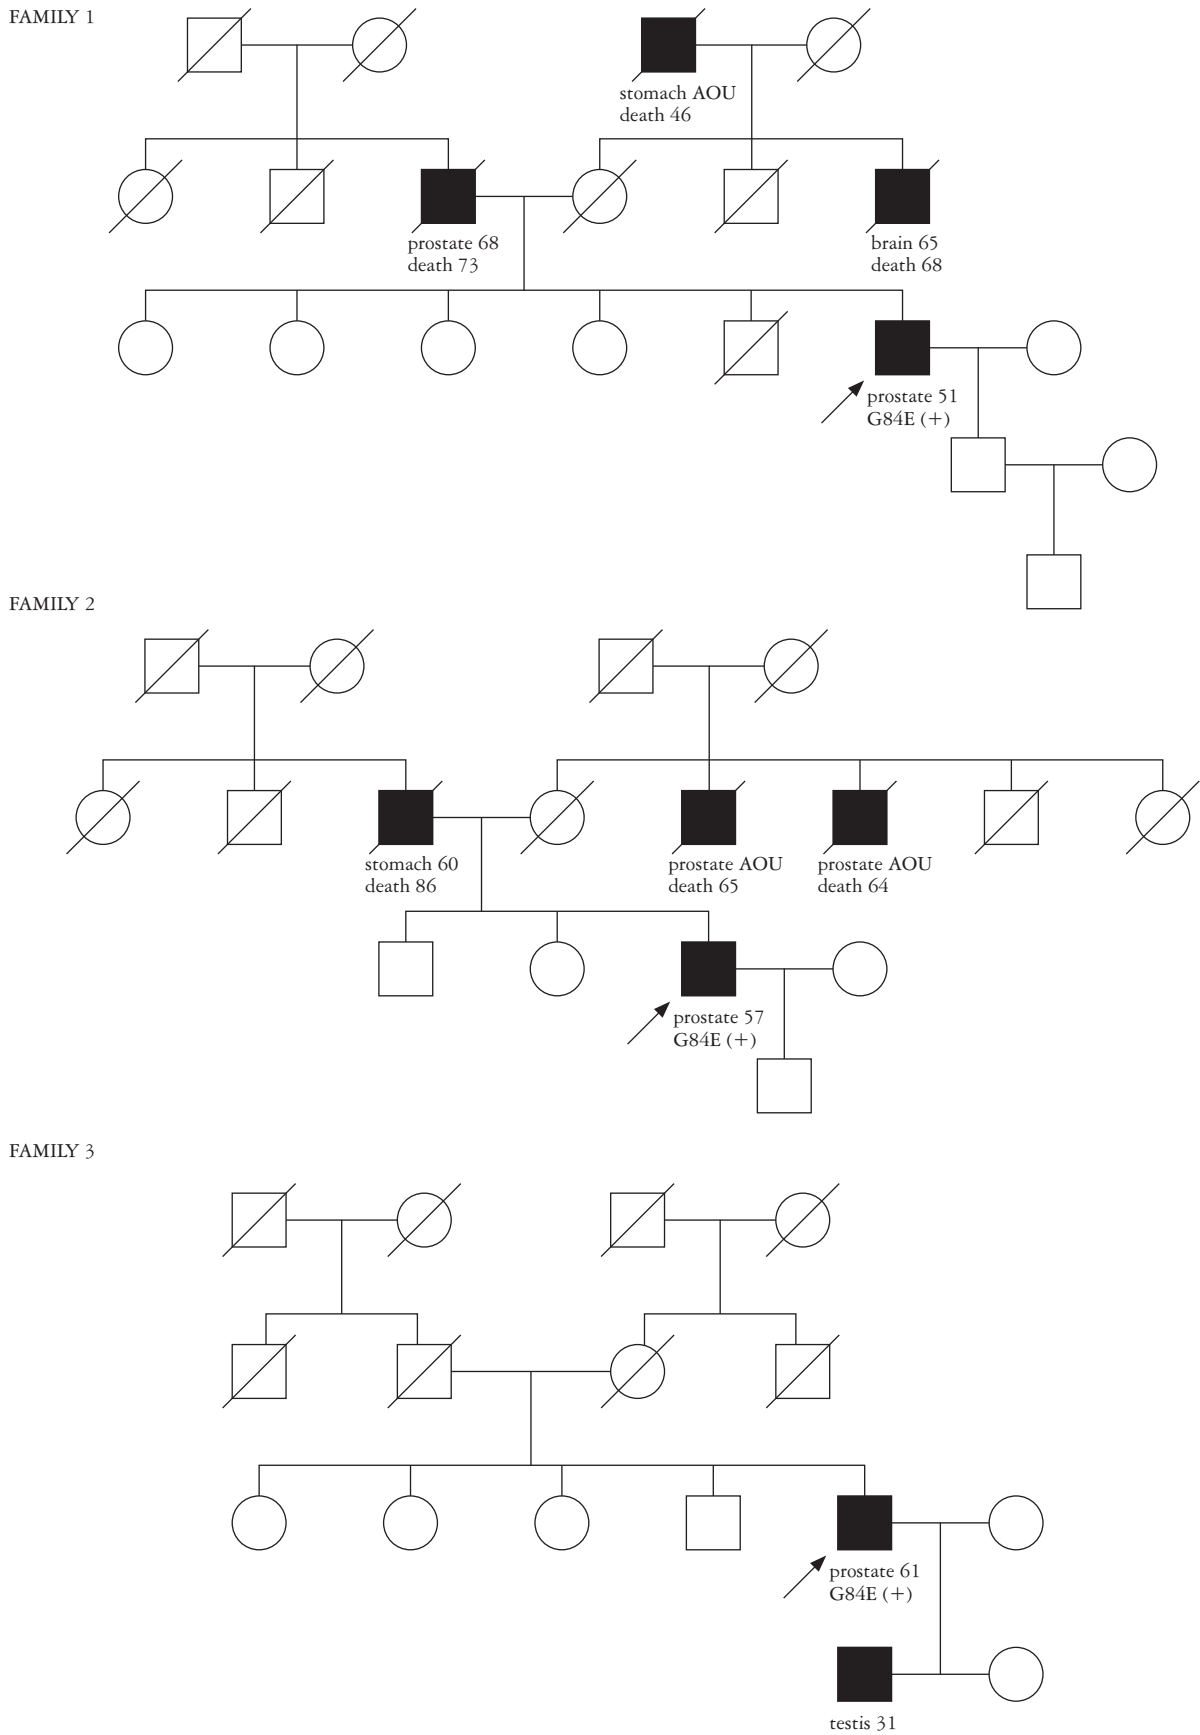 FAMILY 1
stomach AOU
death 46
prostate 68
death 73
brain 65
death 68
prostate 51
G84E (+)
FAMILY 2
stomach 60
death 86
prostate AOU
death 65
prostate AOU
death 64
prostate 57
G84E (+)
FAMILY 3
prostate 61
G84E (+)
testis 31